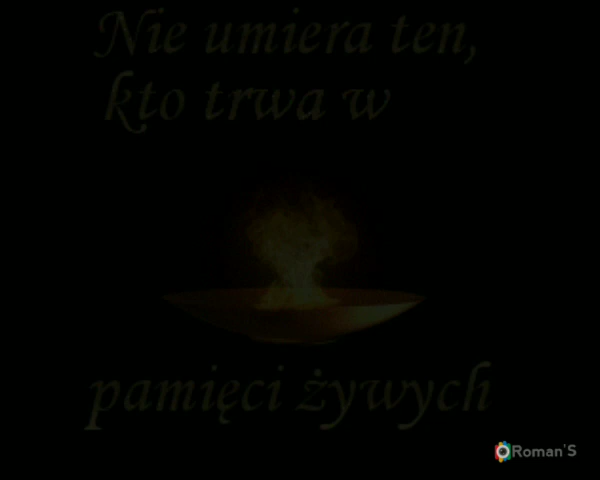 Nie umiera ten,
kto trwa w
pamięci żywych
Roman'S